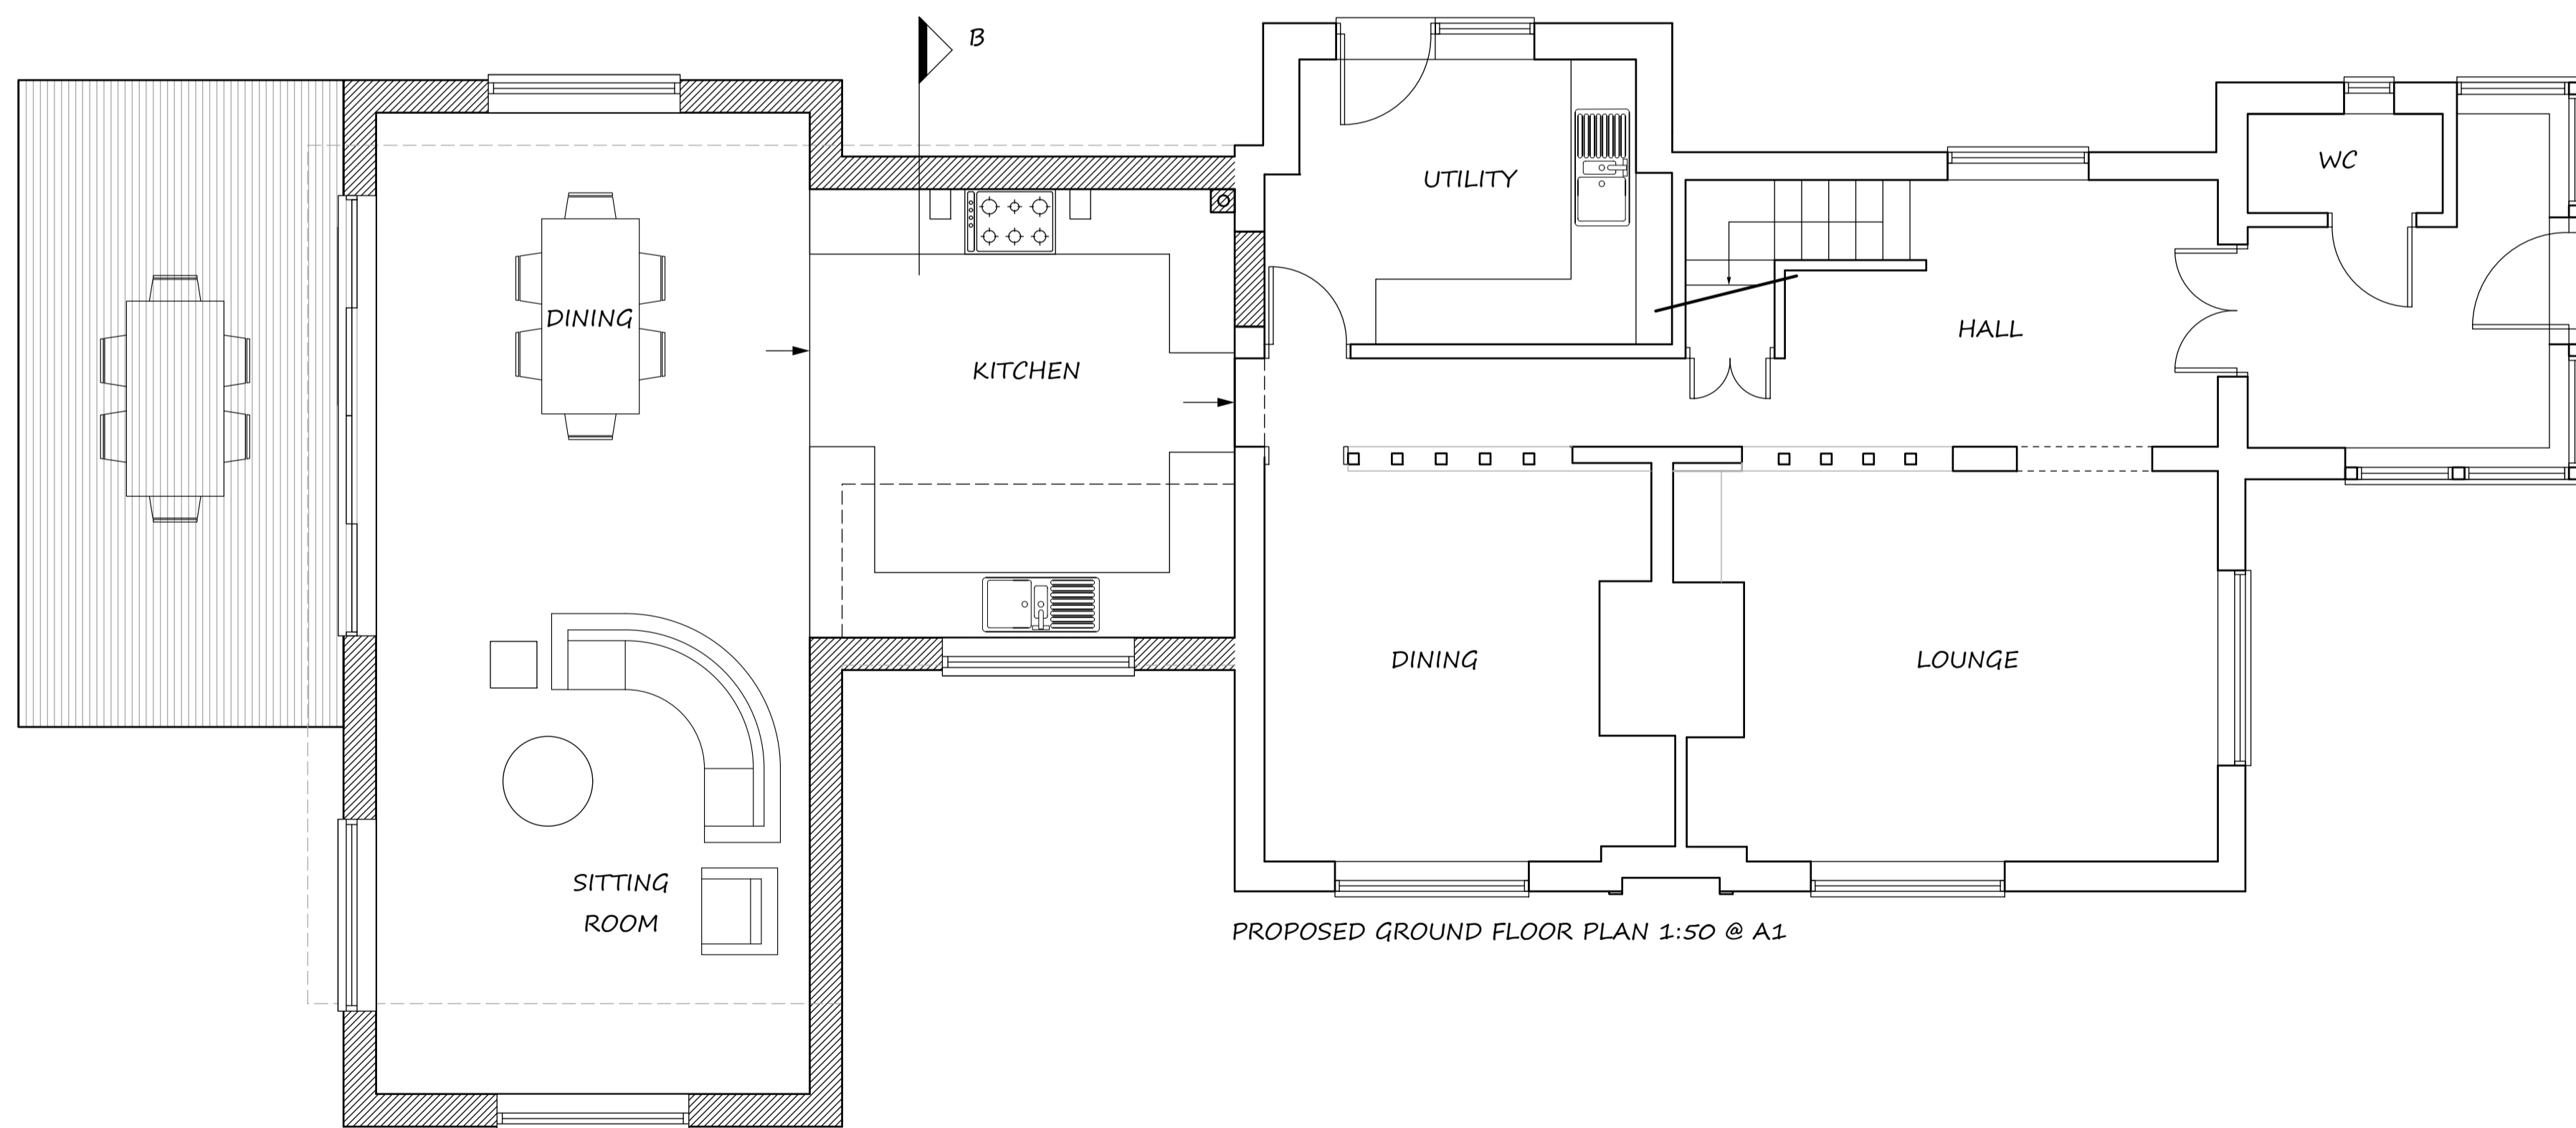 B
WC
UTILITY
DINING
HALL
KITCHEN
DINING
LOUNGE
SITTING
ROOM
PROPOSED GROUND FLOOR PLAN 1:50 @ A1